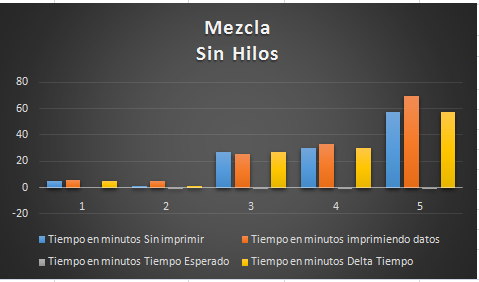 Mezcla
Sin Hilos
80
60
40
20
0
-20
1 2 3 4 5
Tiempo en minutos Sin imprimir Tiempo en minutos imprimiendo datos
Tiempo en minutos Tiempo Esperado Tiempo en minutos Delta Tiempo